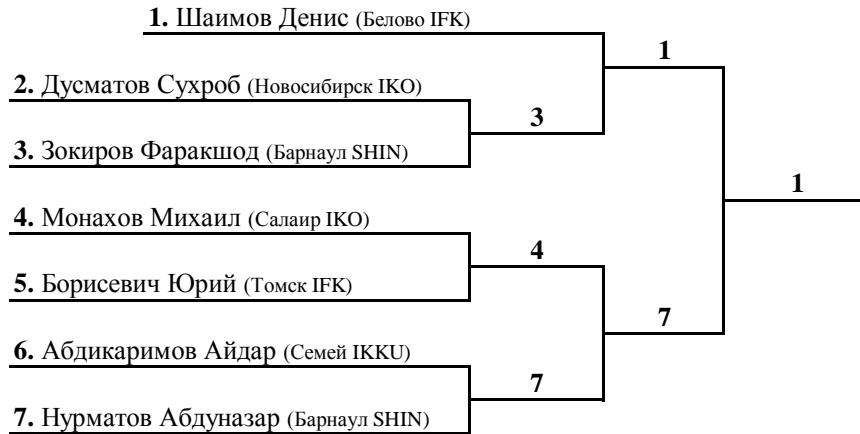 1. Шаимов Денис (Белово IFK)
1
2. Дусматов Сухроб (Новосибирск IKO)
3
3. Зокиров Фаракшод (Барнаул SHIN)
1
4. Монахов Михаил (Салаир IKO)
4
5. Борисевич Юрий (Томск IFK)
7
6. Абдикаримов Айдар (Семей IKKU)
7
7. Нурматов Абдуназар (Барнаул SHIN)